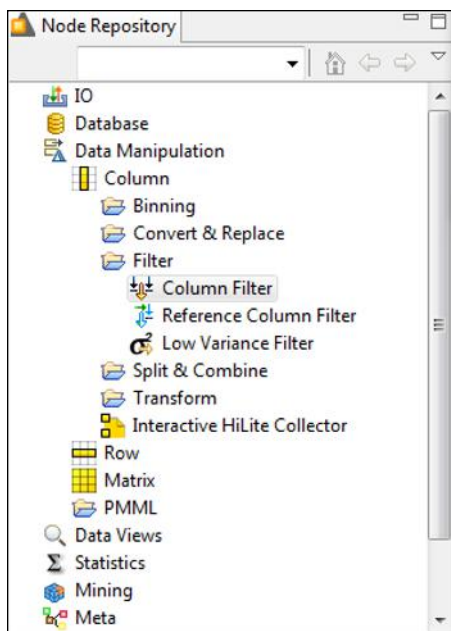 Node Repository
IO
Database
Data Manipulation
Column
Binning
Convert & Replace
Filter
Column Filter
Reference Column Filter
σ² Low Variance Filter
Split & Combine
Transform
Interactive HiLite Collector
Row
Matrix
PMML
Data Views
Σ Statistics
Mining
Meta